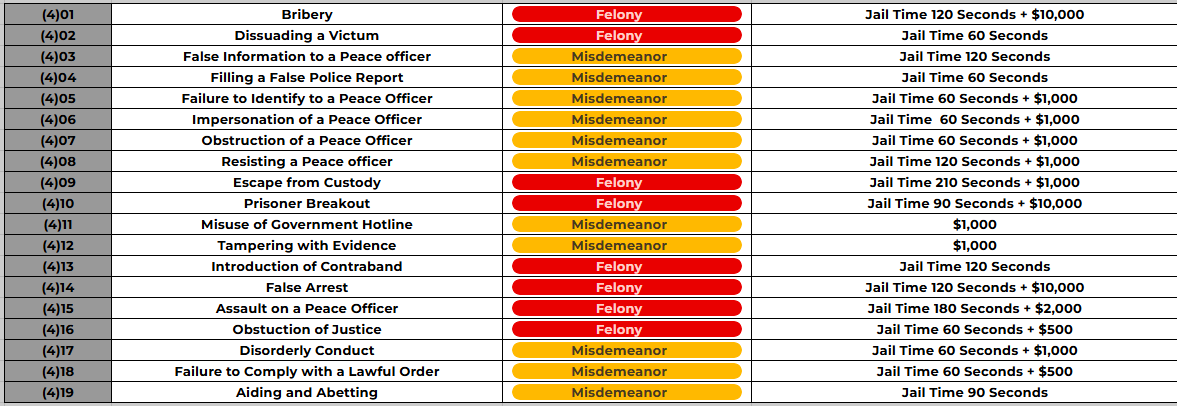 (4)01 Bribery Felony Jail Time 120 Seconds + $10,000
(4)02 Dissuading a Victum Felony Jail Time 60 Seconds
(4)03 False Information to a Peace officer Misdemeanor Jail Time 120 Seconds
(4)04 Filling a False Police Report Misdemeanor Jail Time 60 Seconds
(4)05 Failure to Identify to a Peace Officer Misdemeanor Jail Time 60 Seconds + $1,000
(4)06 Impersonation of a Peace Officer Misdemeanor Jail Time 60 Seconds + $1,000
(4)07 Obstruction of a Peace Officer Misdemeanor Jail Time 60 Seconds + $1,000
(4)08 Resisting a Peace officer Misdemeanor Jail Time 120 Seconds + $1,000
(4)09 Escape from Custody Felony Jail Time 210 Seconds + $1,000
(4)10 Prisoner Breakout Felony Jail Time 90 Seconds + $10,000
(4)11 Misuse of Government Hotline Misdemeanor $1,000
(4)12 Tampering with Evidence Misdemeanor $1,000
(4)13 Introduction of Contraband Felony Jail Time 120 Seconds
(4)14 False Arrest Felony Jail Time 120 Seconds + $10,000
(4)15 Assault on a Peace Officer Felony Jail Time 180 Seconds + $2,000
(4)16 Obstuction of Justice Felony Jail Time 60 Seconds + $500
(4)17 Disorderly Conduct Misdemeanor Jail Time 60 Seconds + $1,000
(4)18 Failure to Comply with a Lawful Order Misdemeanor Jail Time 60 Seconds + $500
(4)19 Aiding and Abetting Misdemeanor Jail Time 90 Seconds